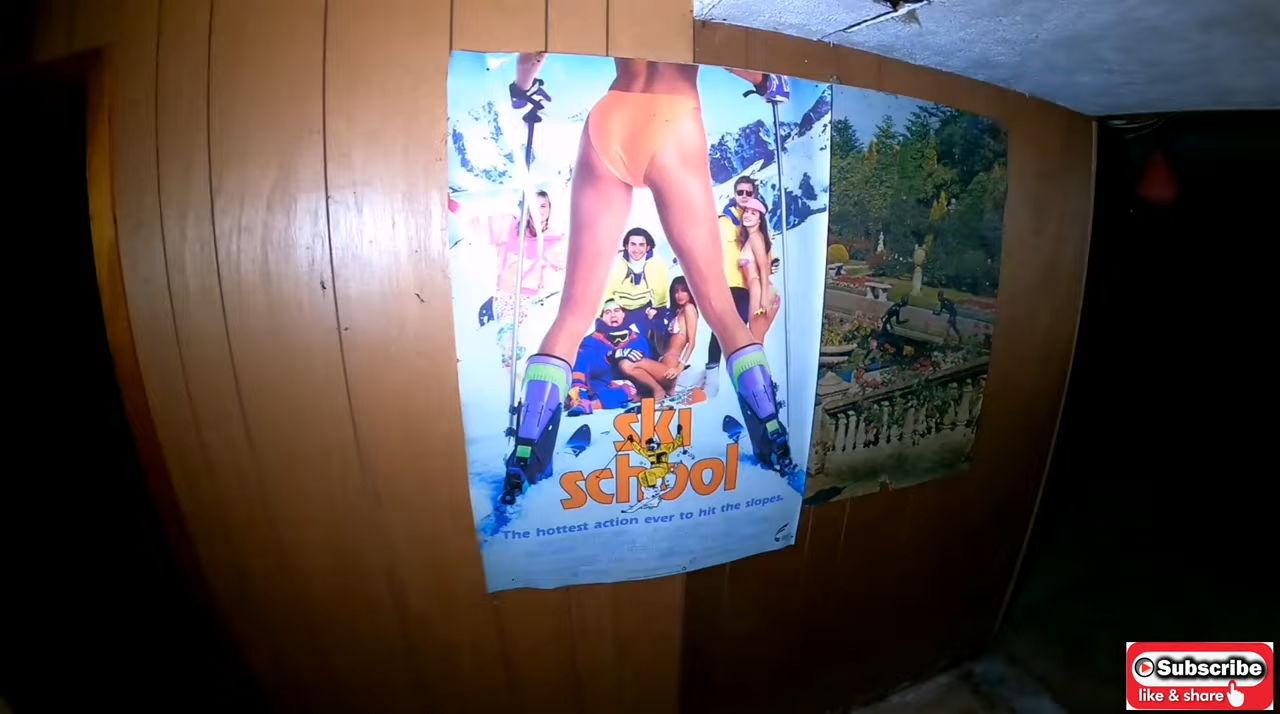 ski
school
The hottest action ever to hit the slopes.
Subscribe
like & share